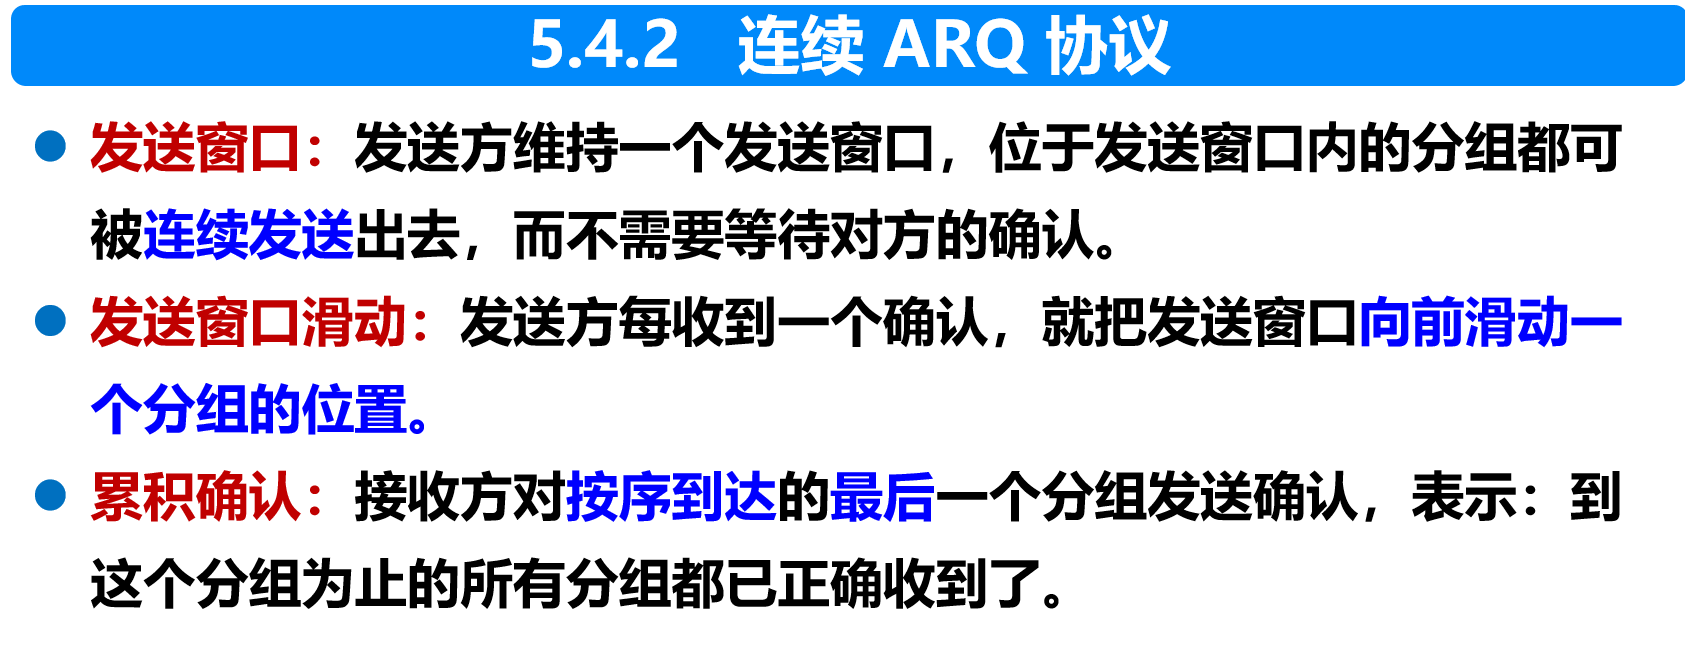 5.4.2 连续 ARQ 协议
发送窗口：发送方维持一个发送窗口，位于发送窗口内的分组都可
被连续发送出去，而不需要等待对方的确认。
发送窗口滑动：发送方每收到一个确认，就把发送窗口向前滑动一
个分组的位置。
累积确认：接收方对按序到达的最后一个分组发送确认，表示：到
这个分组为止的所有分组都已正确收到了。